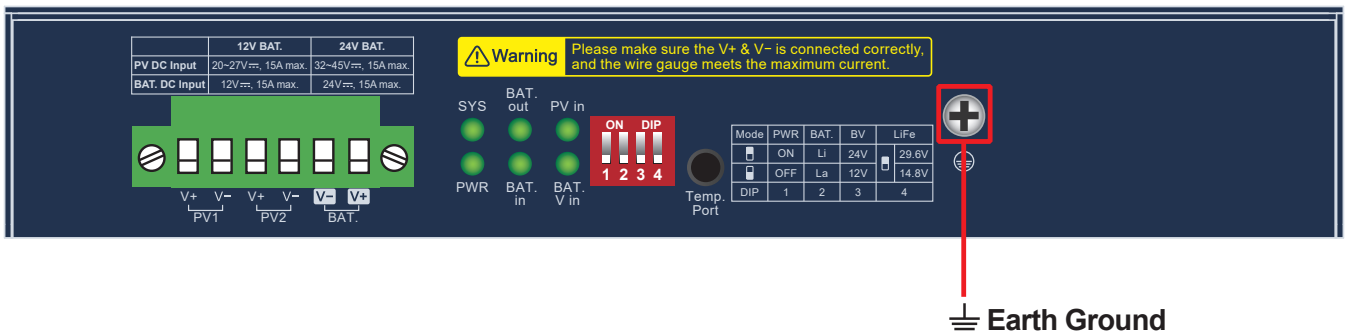 12V BAT. 24V BAT.
PV DC Input 20~27V⎓, 15A max. 32~45V⎓, 15A max.
BAT. DC Input 12V⎓, 15A max. 24V⎓, 15A max.
V+ V− V+ V− V− V+
PV1 PV2 BAT.
Warning
Please make sure the V+ & V− is connected correctly,
and the wire gauge meets the maximum current.
SYS BAT. out PV in
PWR BAT. in BAT. V in
ON DIP
1 2 3 4
Temp.
Port
Mode PWR BAT. BV LiFe
ON Li 24V 29.6V
OFF La 12V 14.8V
DIP 1 2 3 4
Earth Ground